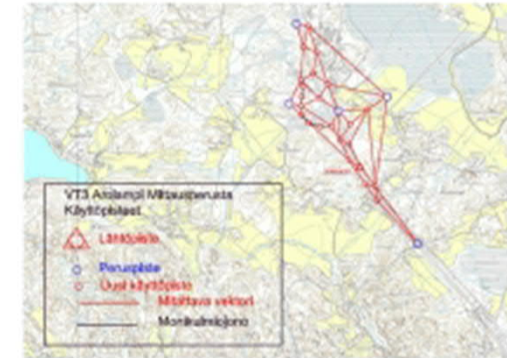 VT3 Arolampi Mittausperusta
Käyttöpisteet
Lähtöpiste
Peruspiste
Uusi käyttöpiste
Mitattava vektori
Monikulmiojono